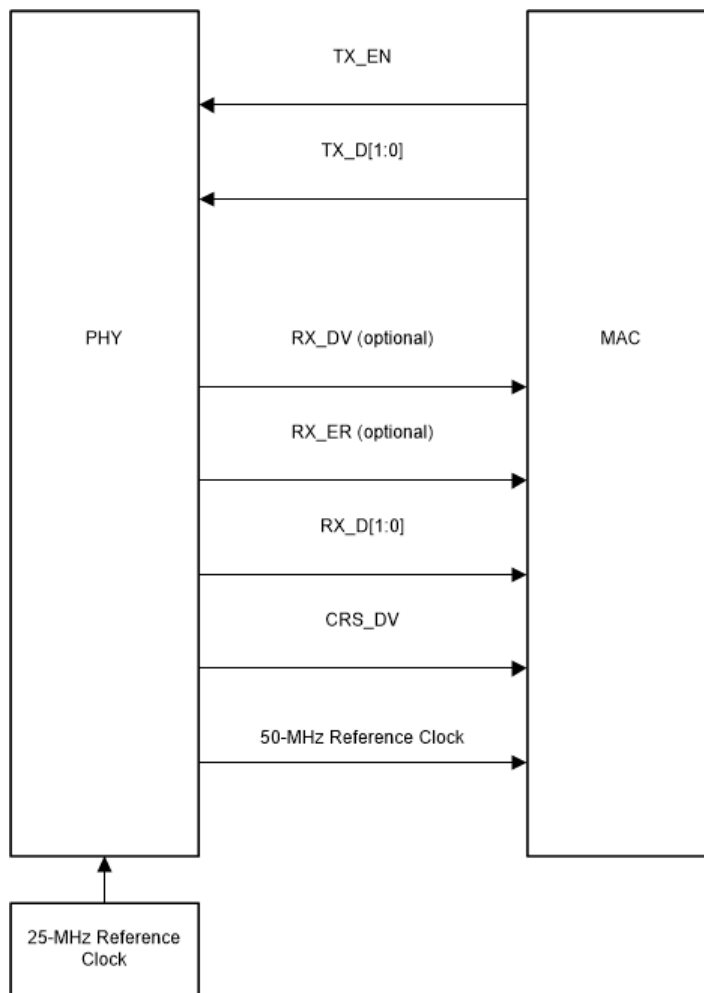 TX_EN
TX_D[1:0]
PHY
RX_DV (optional)
MAC
RX_ER (optional)
RX_D[1:0]
CRS_DV
50-MHz Reference Clock
25-MHz Reference
Clock